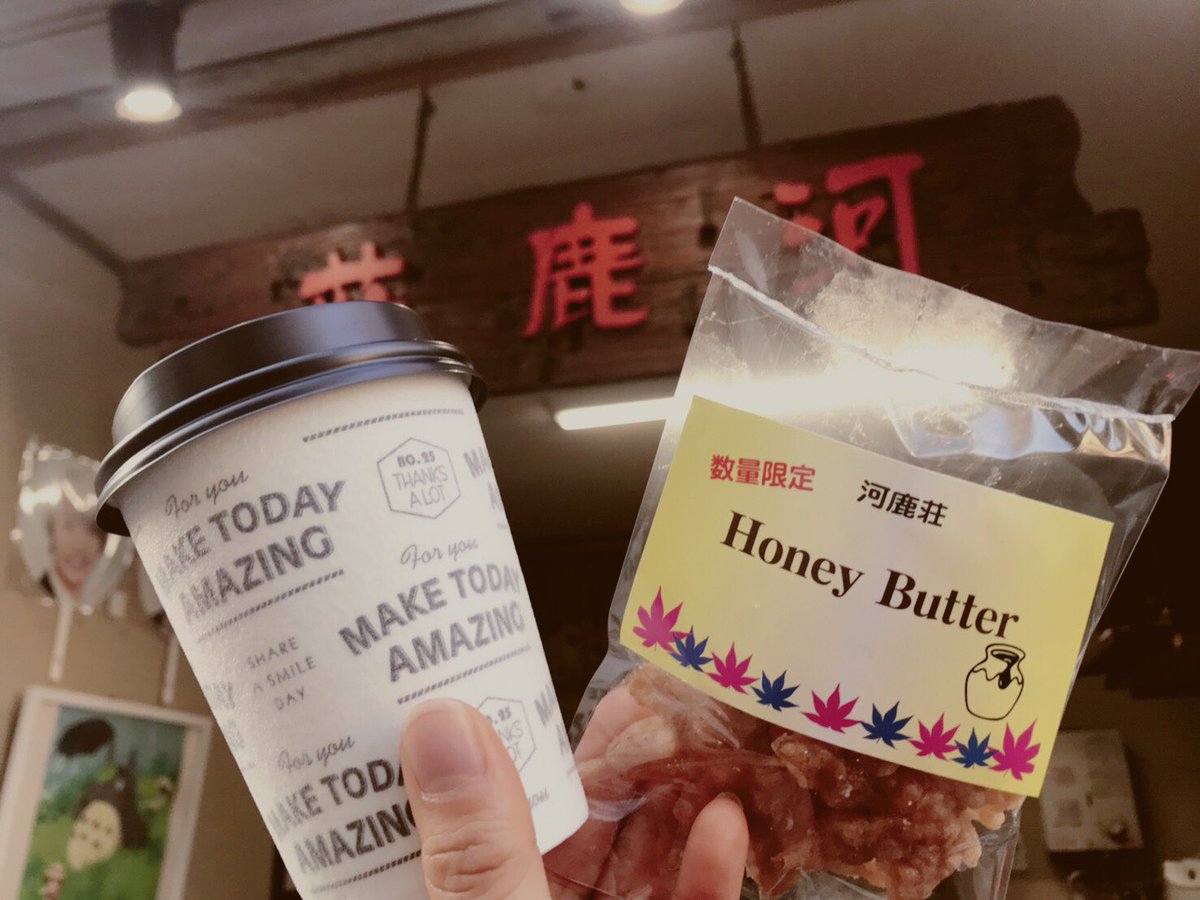 河鹿荘
For you
MAKE TODAY
AMAZING
NO. 25
THANKS
A LOT
For you
MAKE TODAY
AMAZING
SHARE
A SMILE
DAY
For you
MAKE TODAY
AMAZING
数量限定
河鹿荘
Honey Butter